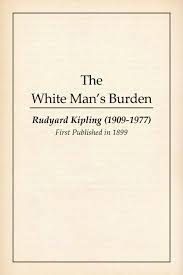 The
White Man's Burden
Rudyard Kipling (1909-1977)
First Published in 1899